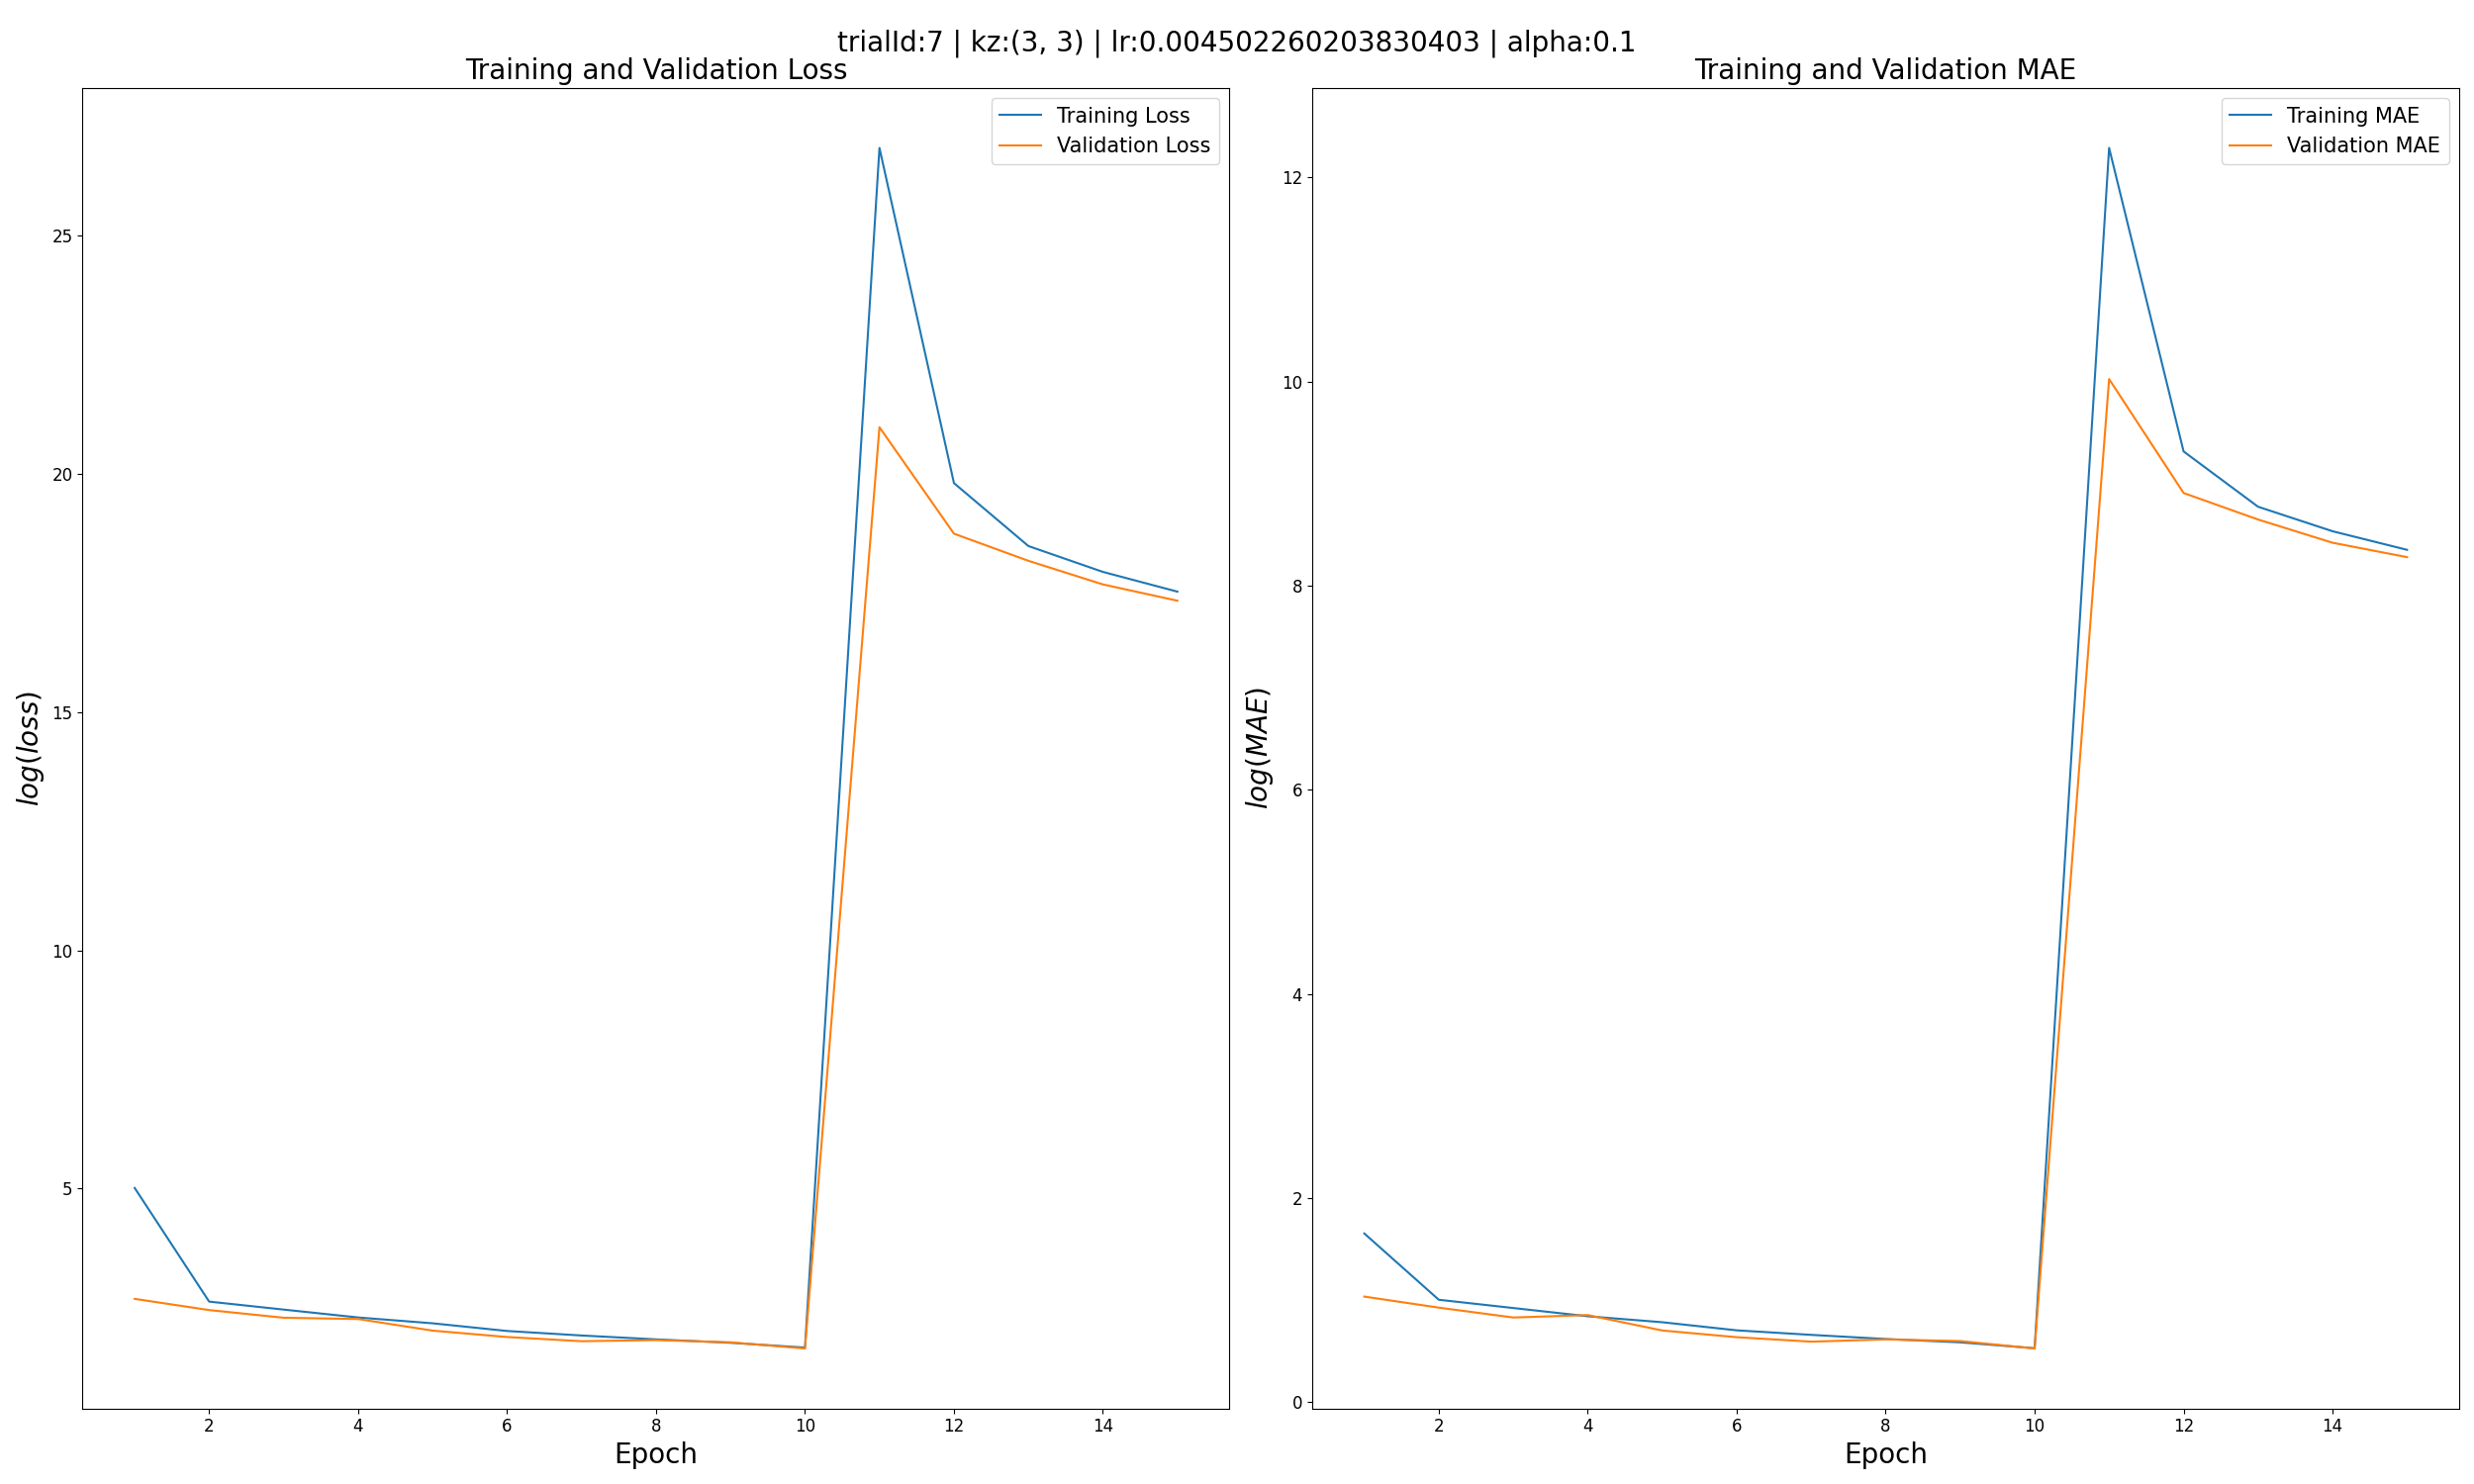 trialId:7 | kz:(3, 3) | lr:0.004502260203830403 | alpha:0.1
Training and Validation Loss
Training Loss
Validation Loss
25
20
15
10
5
log(loss)
2 4 6 8 10 12 14
Epoch
Training and Validation MAE
Training MAE
Validation MAE
12
10
8
6
4
2
0
log(MAE)
2 4 6 8 10 12 14
Epoch